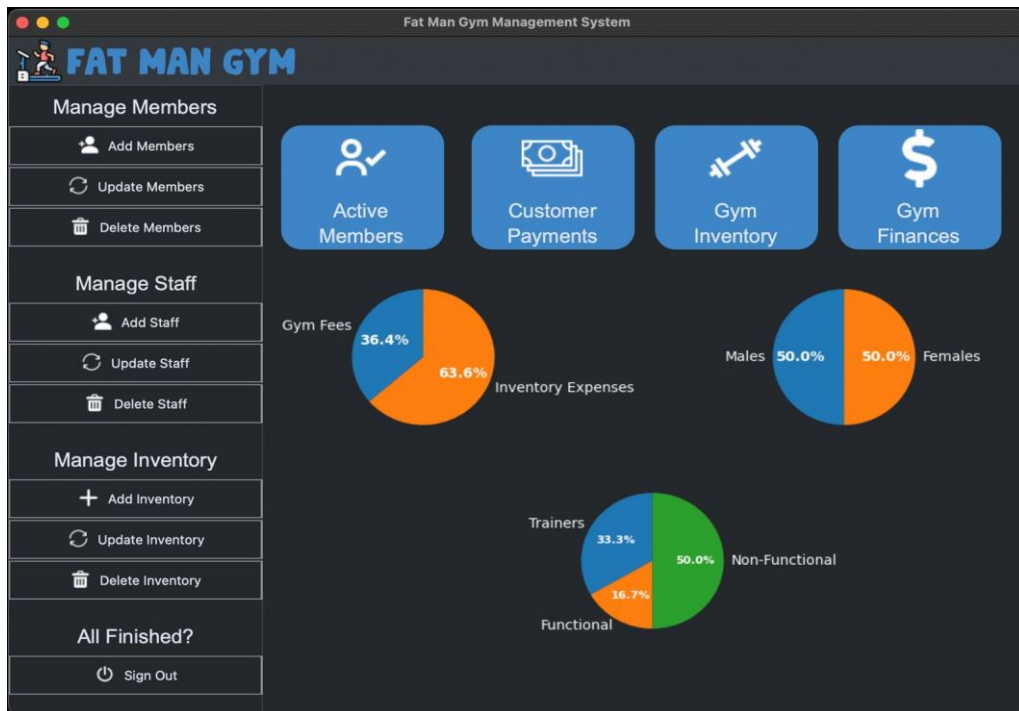 Fat Man Gym Management System
FAT MAN GYM
Manage Members
Add Members
Update Members
Delete Members
Manage Staff
Add Staff
Update Staff
Delete Staff
Manage Inventory
Add Inventory
Update Inventory
Delete Inventory
All Finished?
Sign Out
Active
Members
Customer
Payments
Gym
Inventory
Gym
Finances
Gym Fees
36.4%
63.6%
Inventory Expenses
Males
50.0%
50.0%
Females
Trainers
33.3%
50.0%
Non-Functional
16.7%
Functional